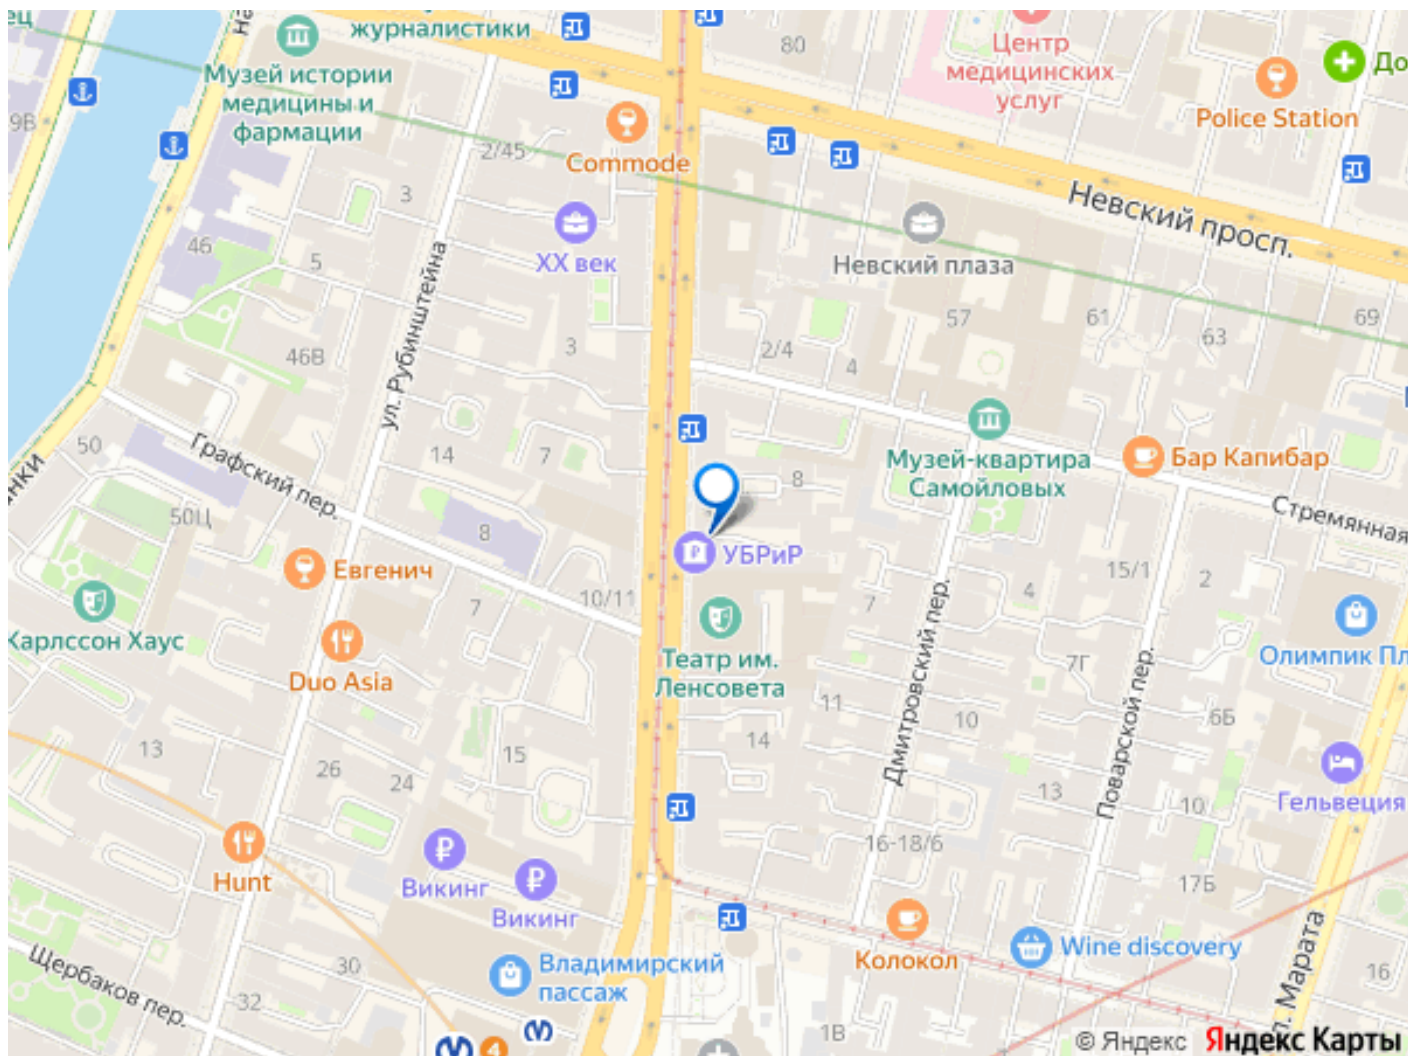 журналистики
Музей истории
медицины и
фармации
9В
80
Центр
медицинских
услуг
До
Police Station
Commode
2/45
3
Невский просп.
XX век
Невский плаза
46
5
ул. Рубинштейна
46В
3
2/4
4
57
61
63
69
50
Графский пер.
14
7
8
Музей-квартира
Самойловых
Бар Капибар
Стремянная
50Ц
8
УБРиР
Евгенич
10/11
7
7
4
15/1
2
Карлссон Хаус
Duo Asia
Театр им.
Ленсовета
Дмитровский пер.
7Г
Поварской пер.
Олимпик Пл
11
10
6Б
13
26
24
15
14
13
10
Гельвеция
16-18/6
Hunt
Викинг
Викинг
17Б
Колокол
Wine discovery
Владимирский
пассаж
Щербаков пер.
30
32
4
1В
16
л. Марата
© Яндекс Яндекс Карты